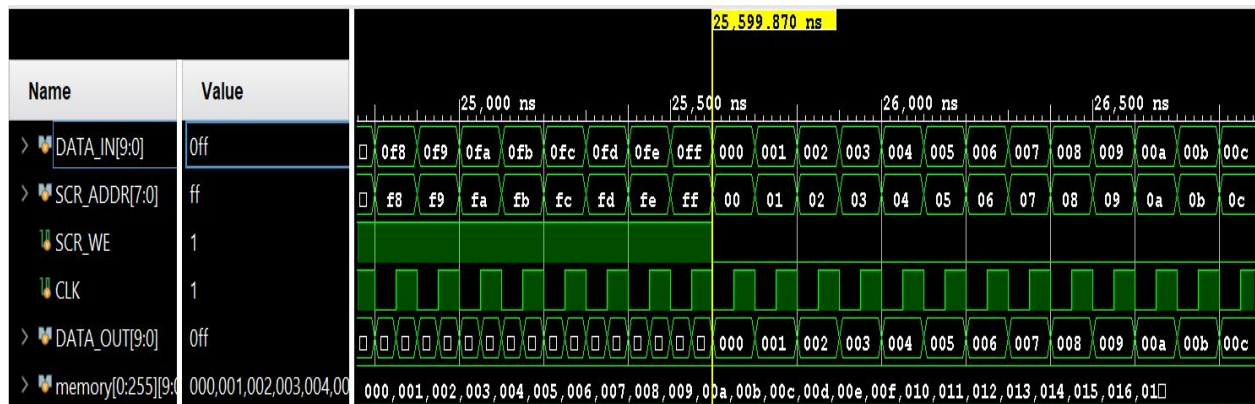 25,599.870 ns
Name Value
25,000 ns 25,500 ns 26,000 ns 26,500 ns
DATA_IN[9:0] 0ff 0f8 0f9 0fa 0fb 0fc 0fd 0fe 0ff 000 001 002 003 004 005 006 007 008 009 00a 00b 00c
SCR_ADDR[7:0] ff f8 f9 fa fb fc fd fe ff 00 01 02 03 04 05 06 07 08 09 0a 0b 0c
SCR_WE 1
CLK 1
DATA_OUT[9:0] 0ff 000 001 002 003 004 005 006 007 008 009 00a 00b 00c
memory[0:255][9:0 000,001,002,003,004,00 000,001,002,003,004,005,006,007,008,009,00a,00b,00c,00d,00e,00f,010,011,012,013,014,015,016,01